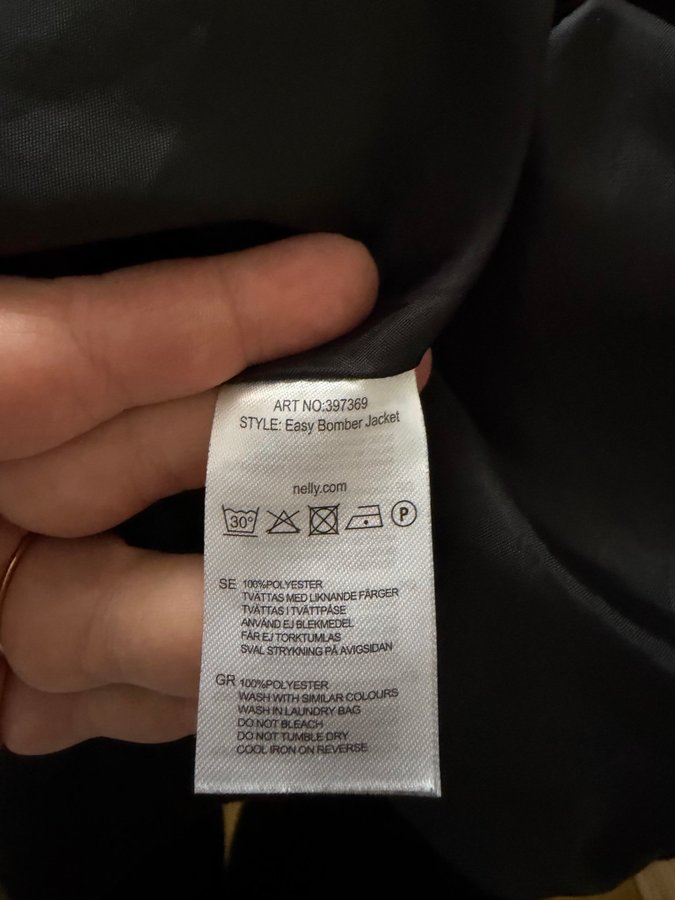 ART NO:397369
STYLE: Easy Bomber Jacket
nelly.com
30° P
SE 100%POLYESTER
TVÄTTAS MED LIKNANDE FÄRGER
TVÄTTAS I TVÄTTPÅSE
ANVÄND EJ BLEKMEDEL
FÄR EJ TORKTUMLAS
SVAL STRYKNING PÅ AVIGSIDAN
GR 100%POLYESTER
WASH WITH SIMILAR COLOURS
WASH IN LAUNDRY BAG
DO NOT BLEACH
DO NOT TUMBLE DRY
COOL IRON ON REVERSE